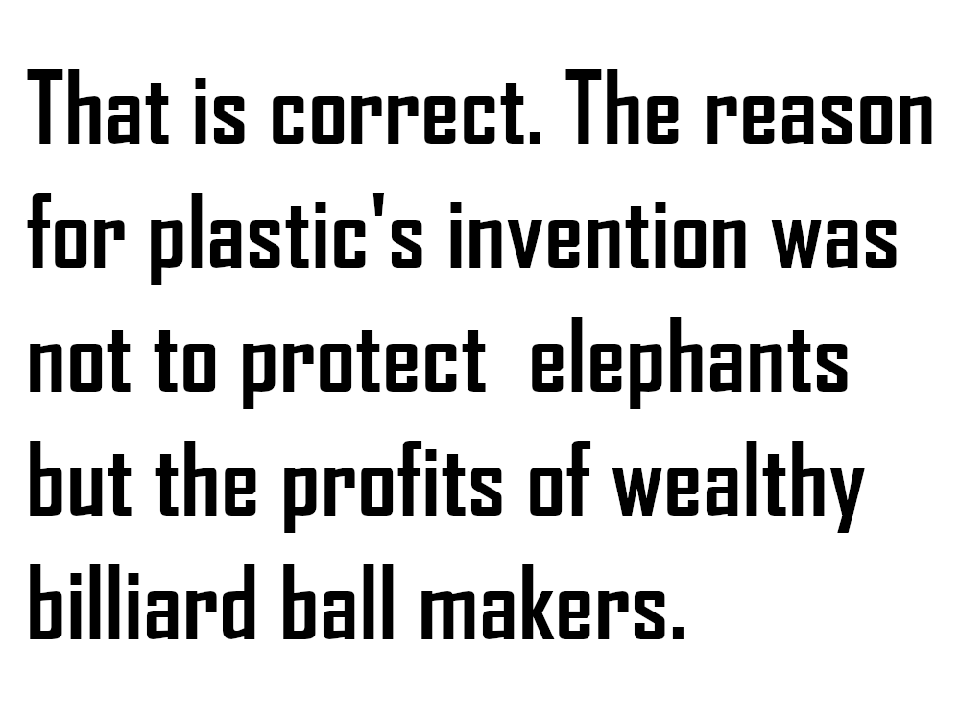 That is correct. The reason
for plastic's invention was
not to protect  elephants
but the profits of wealthy
billiard ball makers.